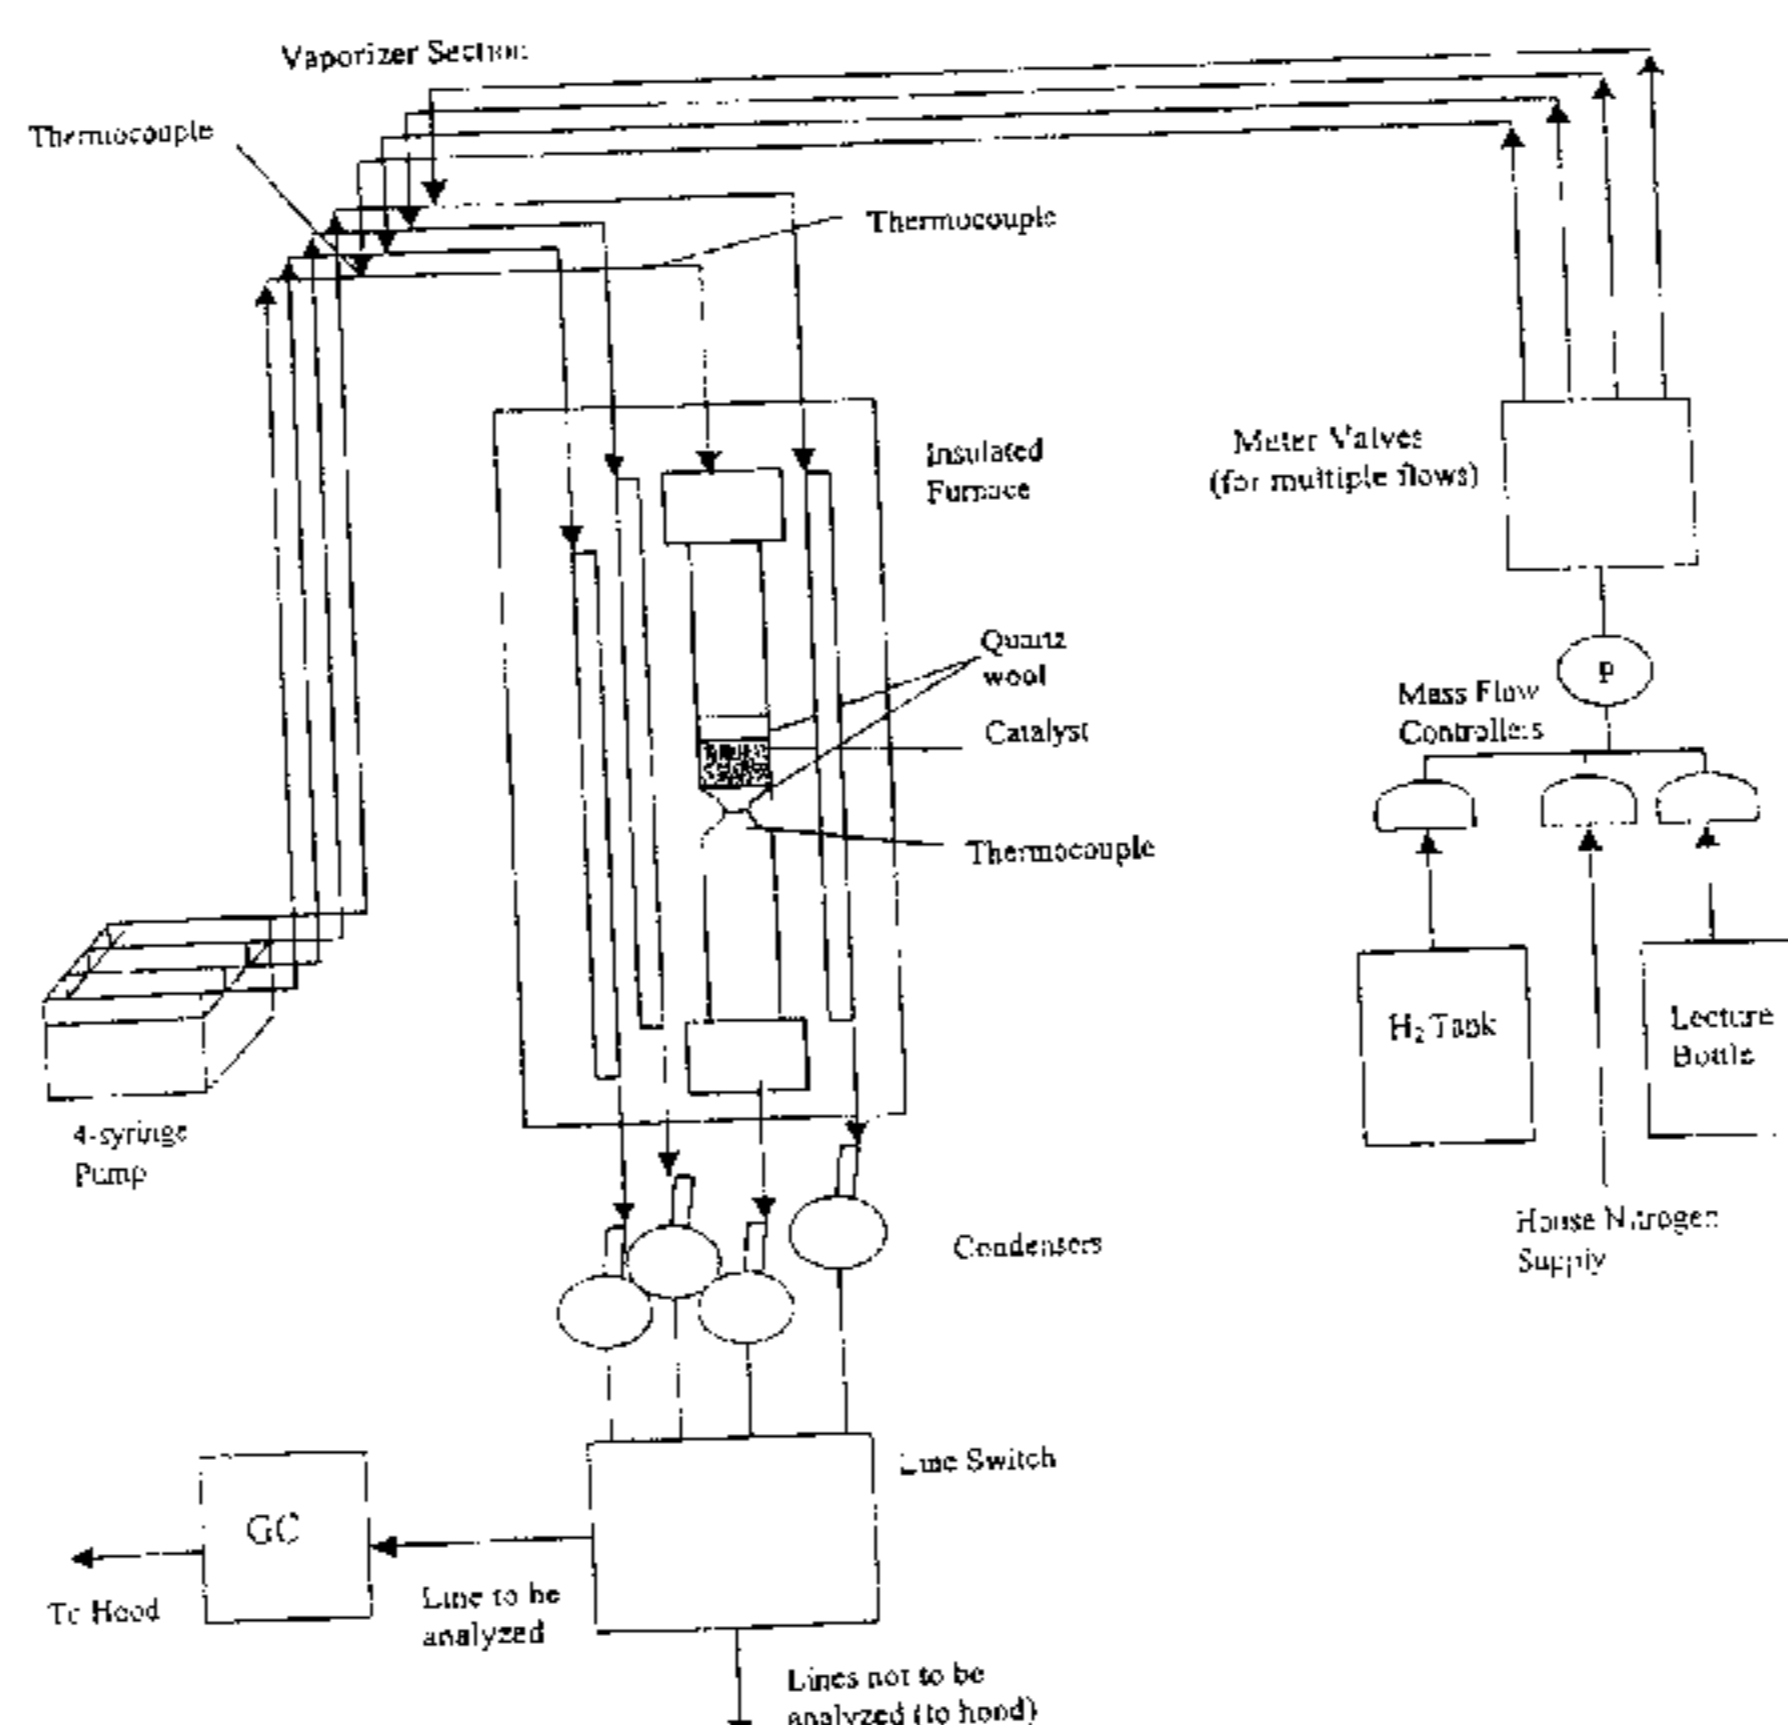 Vaporizer Section
Thermocouple
Thermocouple
Insulated
Furnace
Meter Valves
(for multiple flows)
Quartz
wool
P
Mass Flow
Controllers
Catalyst
Thermocouple
H₂ Tank
Lecture
Bottle
4-syringe
Pump
House Nitrogen
Supply
Condensers
Line Switch
GC
To Hood
Line to be
analyzed
Lines not to be
analyzed (to hood)